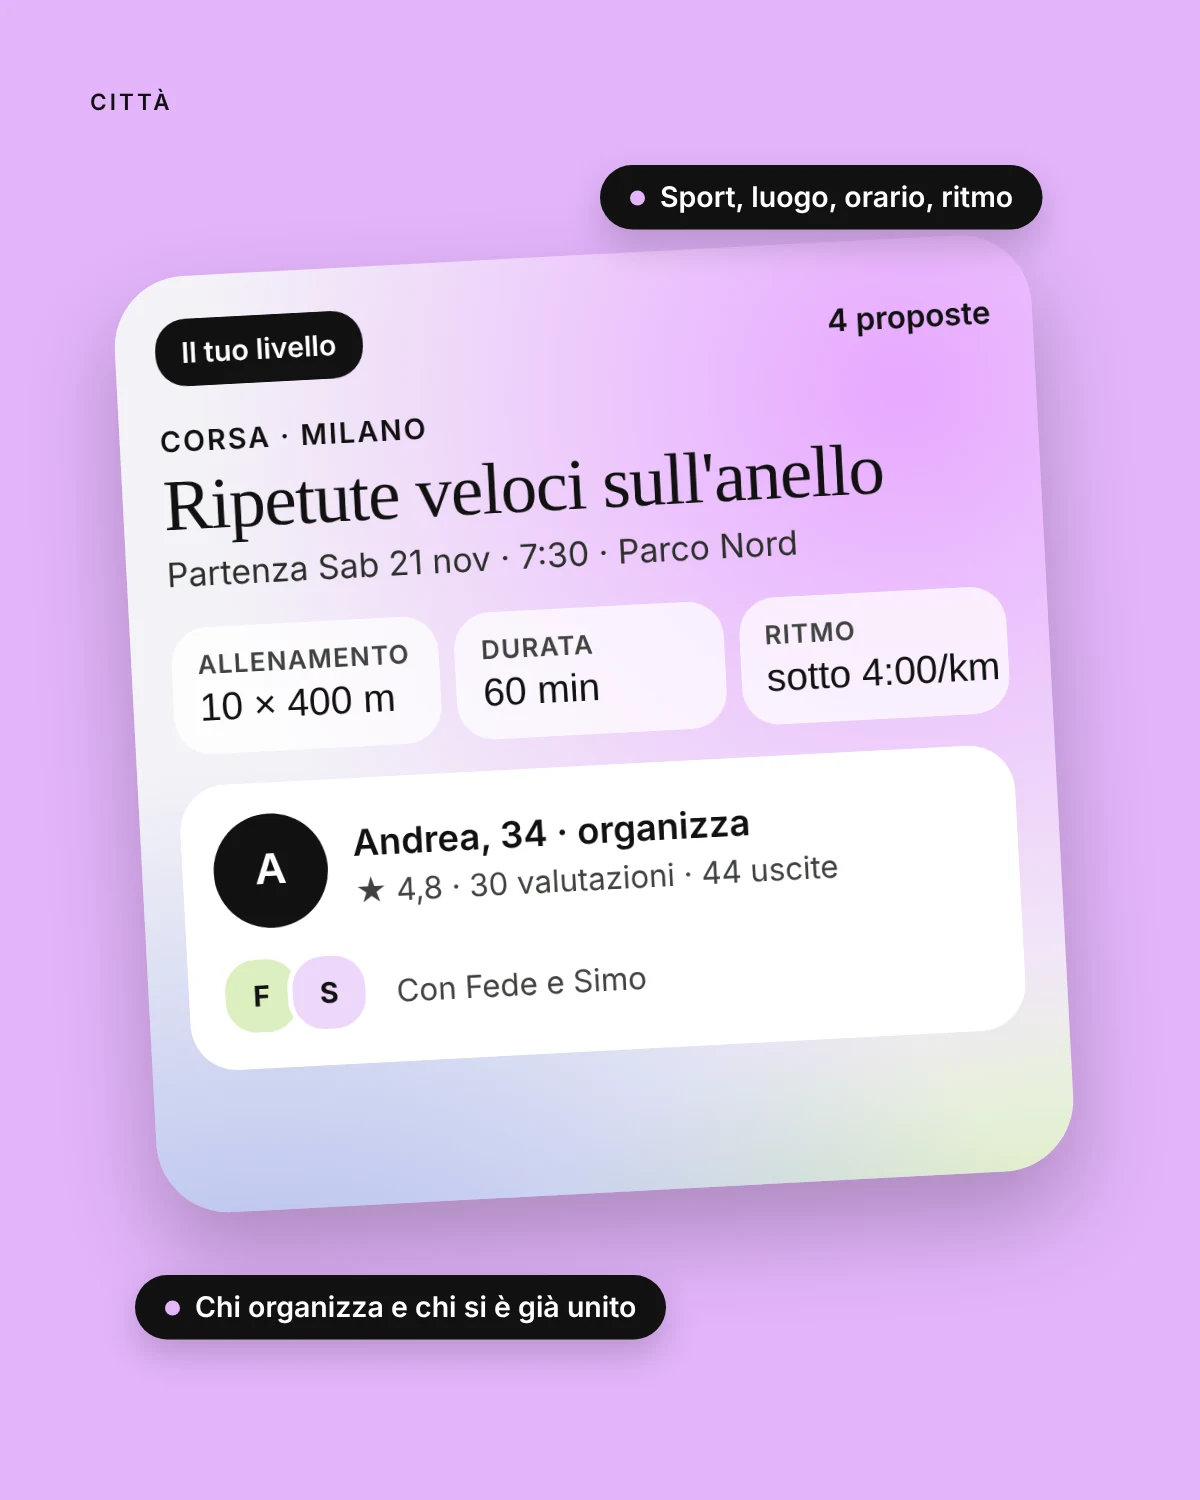 CITTÀ
Sport, luogo, orario, ritmo
Il tuo livello
4 proposte
CORSA · MILANO
Ripetute veloci sull'anello
Partenza Sab 21 nov · 7:30 · Parco Nord
ALLENAMENTO
10 × 400 m
DURATA
60 min
RITMO
sotto 4:00/km
A
Andrea, 34 · organizza
★ 4,8 · 30 valutazioni · 44 uscite
F S Con Fede e Simo
Chi organizza e chi si è già unito